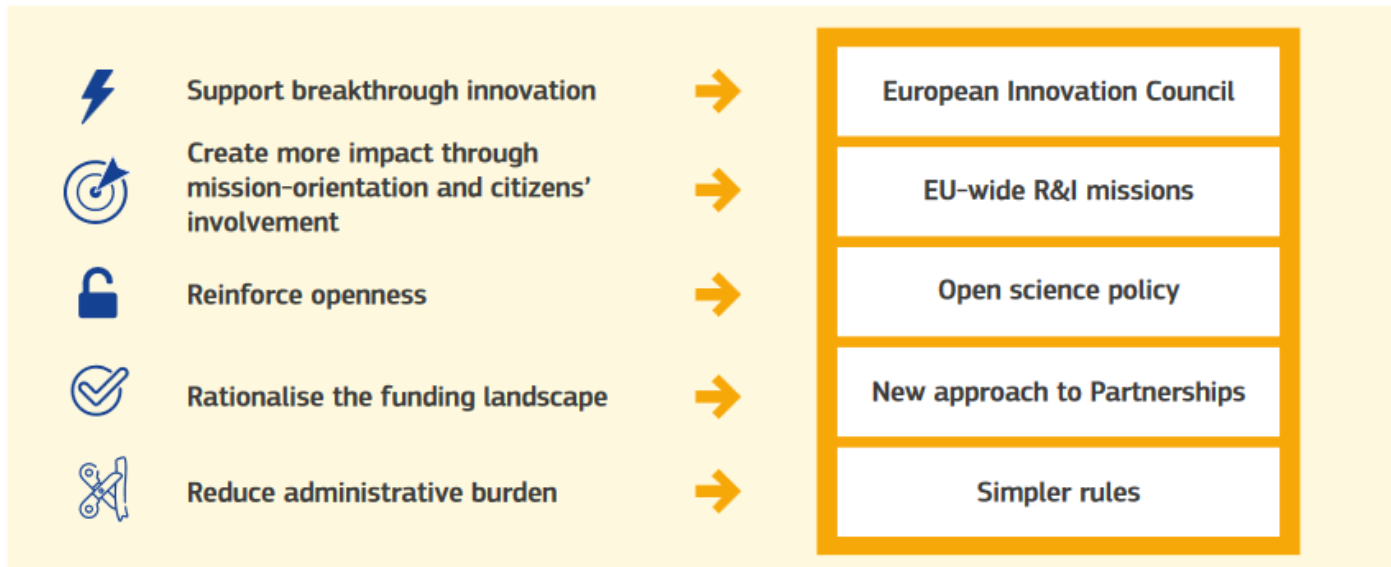 Support breakthrough innovation
European Innovation Council
Create more impact through
mission-orientation and citizens’
involvement
EU-wide R&I missions
Reinforce openness
Open science policy
Rationalise the funding landscape
New approach to Partnerships
Reduce administrative burden
Simpler rules